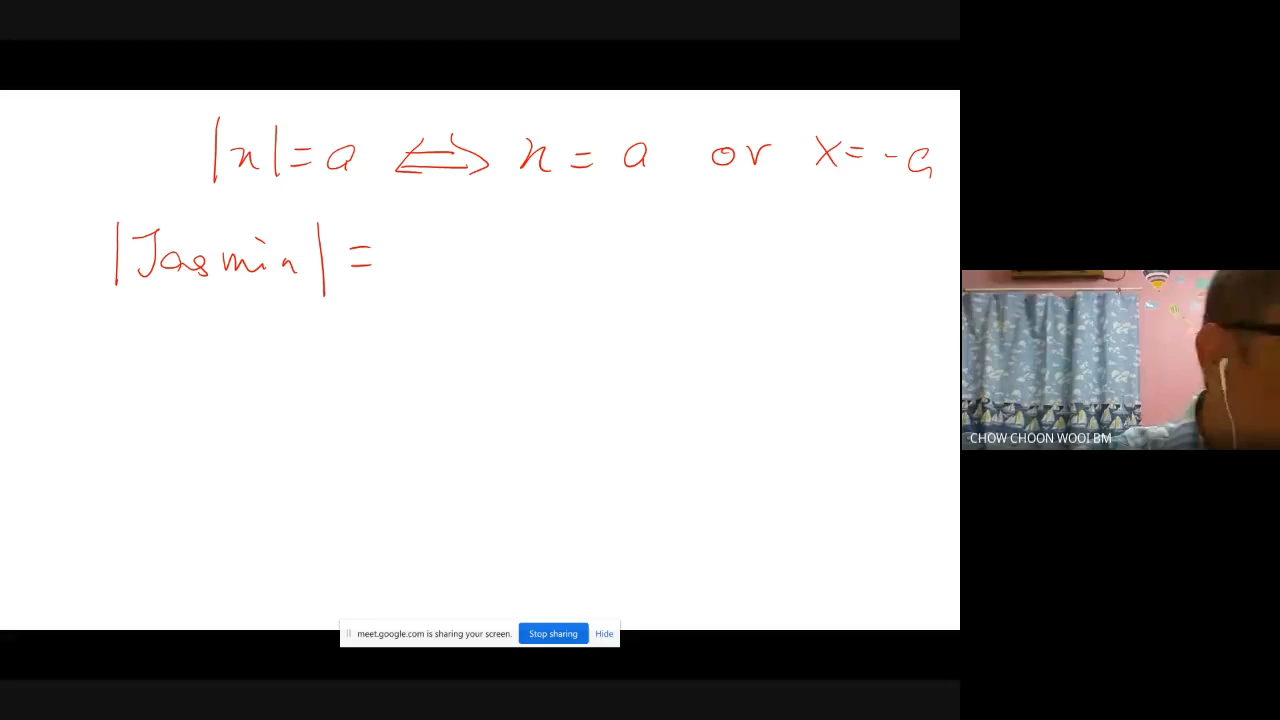 |x| = a ⟺ x = a or x = -a
|Jasmin| =
CHOW CHOON WOOI BM
meet.google.com is sharing your screen. Stop sharing Hide